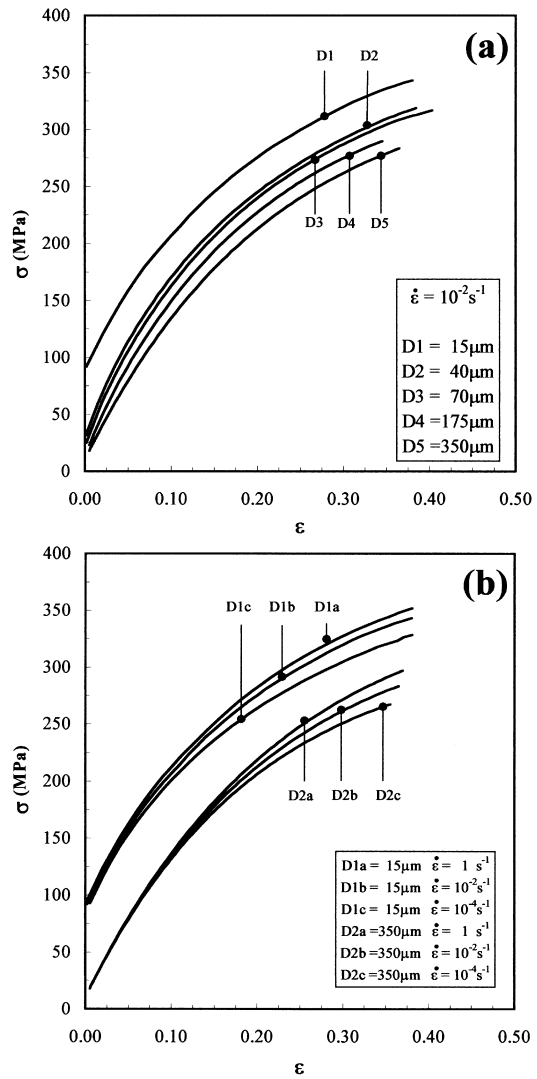 (a)
400
350
300
250
200
150
100
50
0
σ (MPa)
D1
D2
D3
D4
D5
ε̇ = 10⁻²s⁻¹
D1 = 15μm
D2 = 40μm
D3 = 70μm
D4 =175μm
D5 =350μm
0.00 0.10 0.20 0.30 0.40 0.50
ε
(b)
400
350
300
250
200
150
100
50
0
σ (MPa)
D1c D1b D1a
D2a D2b D2c
D1a = 15μm ε̇ = 1 s⁻¹
D1b = 15μm ε̇ = 10⁻²s⁻¹
D1c = 15μm ε̇ = 10⁻⁴s⁻¹
D2a =350μm ε̇ = 1 s⁻¹
D2b =350μm ε̇ = 10⁻²s⁻¹
D2c =350μm ε̇ = 10⁻⁴s⁻¹
0.00 0.10 0.20 0.30 0.40 0.50
ε